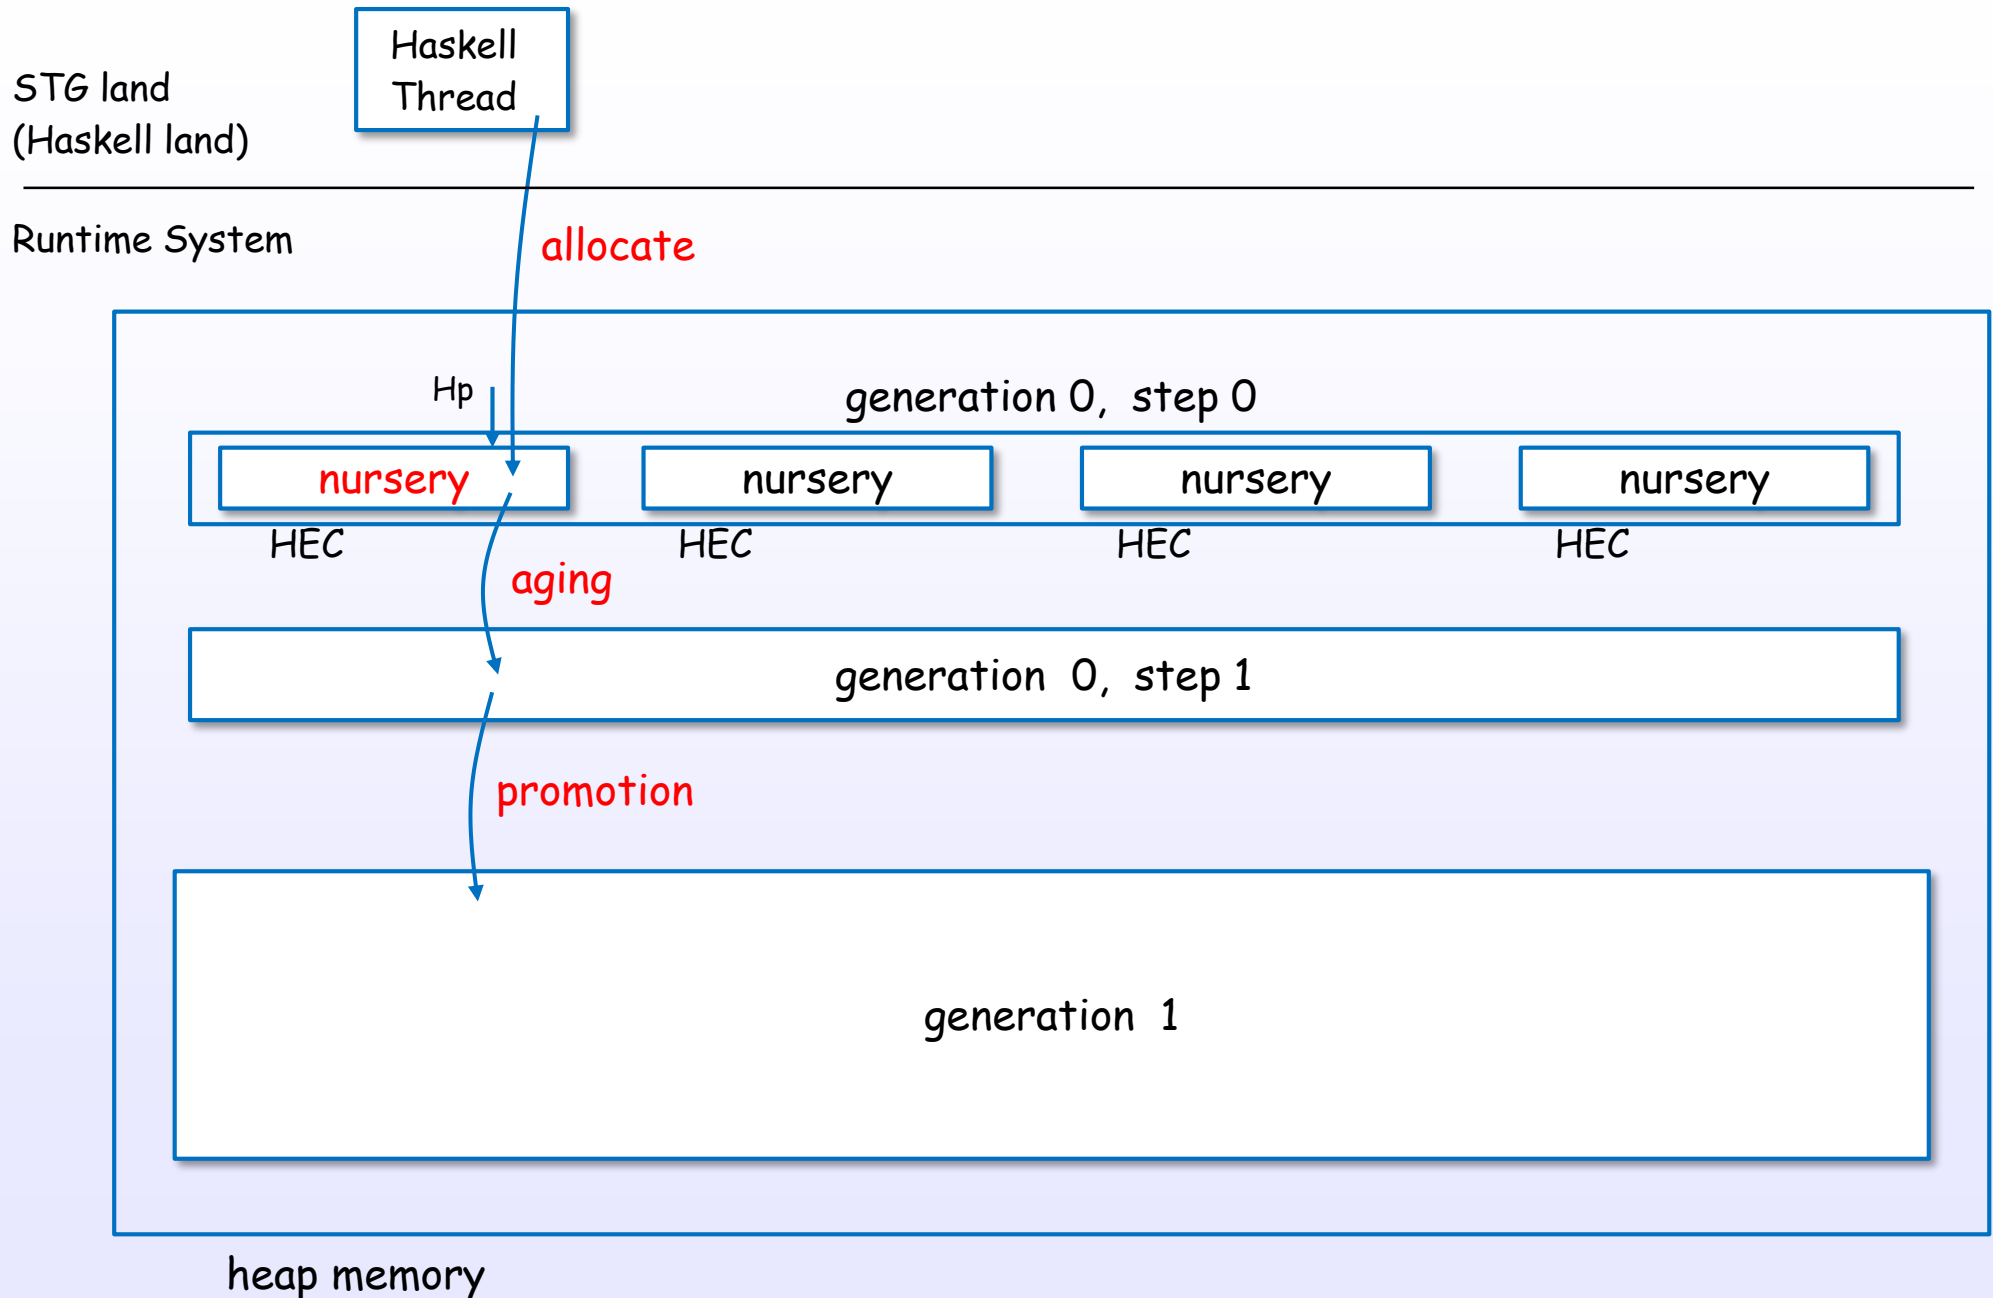 Haskell
Thread
STG land
(Haskell land)
Runtime System
allocate
Hp
generation 0, step 0
nursery
nursery
nursery
nursery
HEC
HEC
HEC
HEC
aging
generation 0, step 1
promotion
generation 1
heap memory